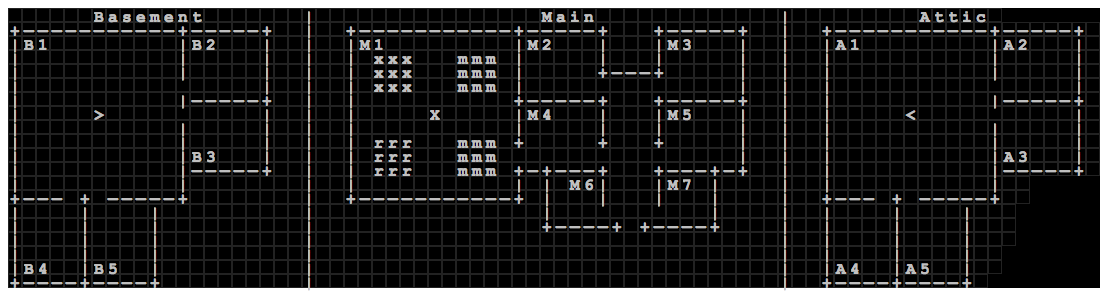 Basement       |                Main             |         Attic
+-----------+-----+  |  +-----------+-----+   +-----+  |  +-----------+-----+
|B1         |B2   |  |  |M1         |M2   |   |M3   |  |  |A1         |A2   |
|           |     |  |  | xxx   mmm |     |   |     |  |  |           |     |
|           |     |  |  | xxx   mmm |     +---+     |  |  |           |     |
|                 |  |  | xxx   mmm |               |  |  |                 |
|           |-----+  |  |           +-----+   +-----+  |  |           |-----+
|     >           |  |  |     X     |M4   |   |M5   |  |  |     <           |
|           |     |  |  |           |     |   |     |  |  |           |     |
|           |     |  |  | rrr   mmm +     +   +     |  |  |           |     |
|           |B3   |  |  | rrr   mmm                 |  |  |           |A3   |
|           |-----+  |  | rrr   mmm +-+---+   +---+-+  |  |           |-----+
|           |        |  |           | | M6|   |M7 |    |  |           |
|           |        |  |           | |   |   |   |    |  |           |
+--- + -----+        |  +-----------+ |           |    |  +--- + -----+
|    |    |          |                |           |    |  |    |    |
|    |    |          |                +----+ +----+    |  |    |    |
|    |    |          |                                 |  |    |    |
|    |    |          |                                 |  |    |    |
|B4  |B5  |          |                                 |  |A4  |A5  |
+----+----+          |                                 |  +----+----+